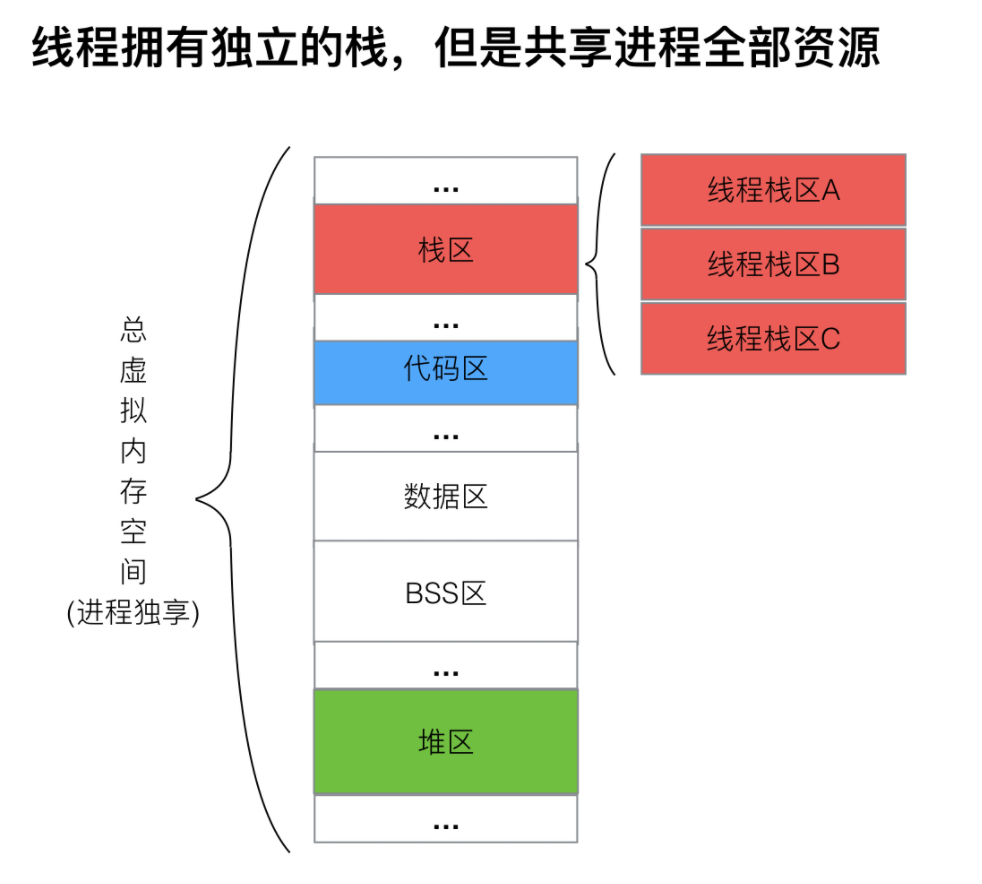 线程拥有独立的栈，但是共享进程全部资源
...
栈区
...
代码区
...
数据区
BSS区
...
堆区
...
线程栈区A
线程栈区B
线程栈区C
总
虚
拟
内
存
空
间
(进程独享)